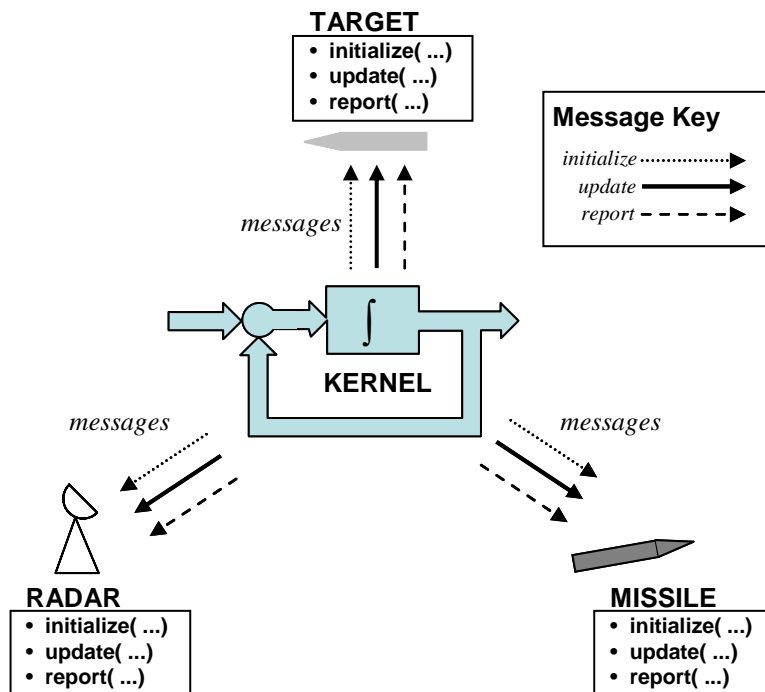 TARGET
• initialize( ...)
• update( ...)
• report( ...)
Message Key
initialize
update
report
messages
∫
KERNEL
messages
messages
RADAR
• initialize( ...)
• update( ...)
• report( ...)
MISSILE
• initialize( ...)
• update( ...)
• report( ...)